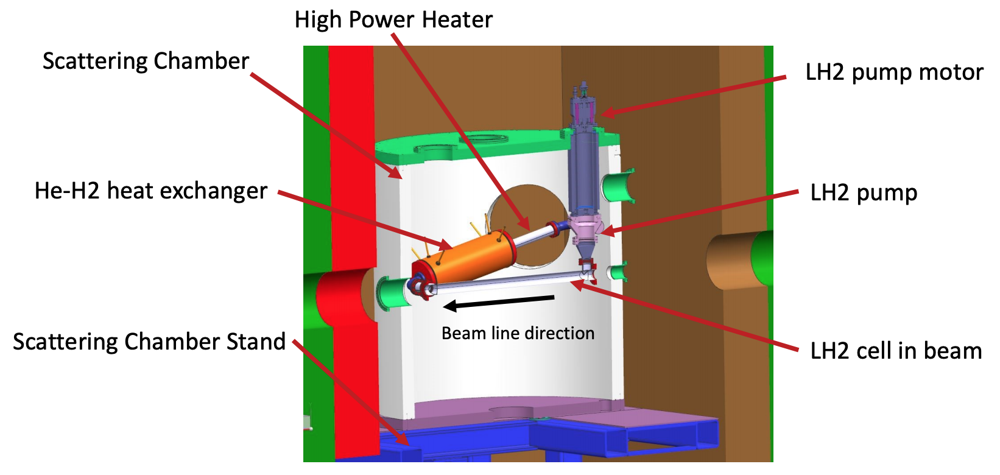 High Power Heater
Scattering Chamber
LH2 pump motor
He-H2 heat exchanger
LH2 pump
Beam line direction
Scattering Chamber Stand
LH2 cell in beam